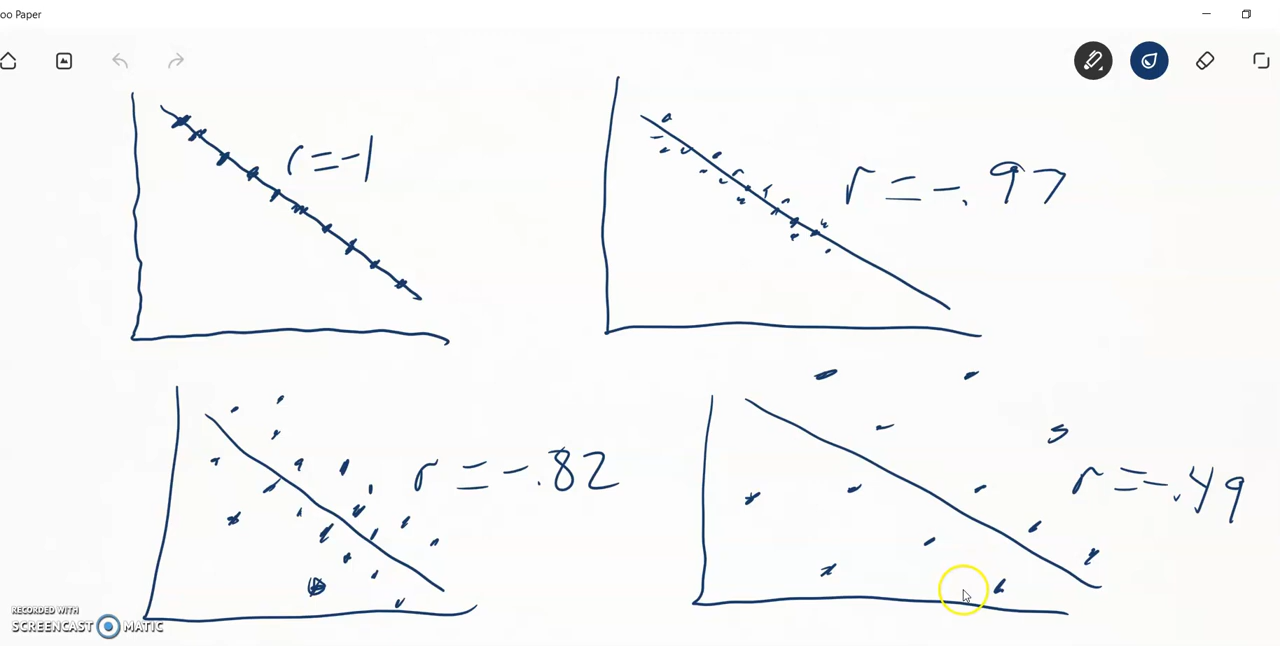 oo Paper
r=-1
r=-.97
r=-.82
r=-.49
RECORDED WITH
SCREENCAST MATIC